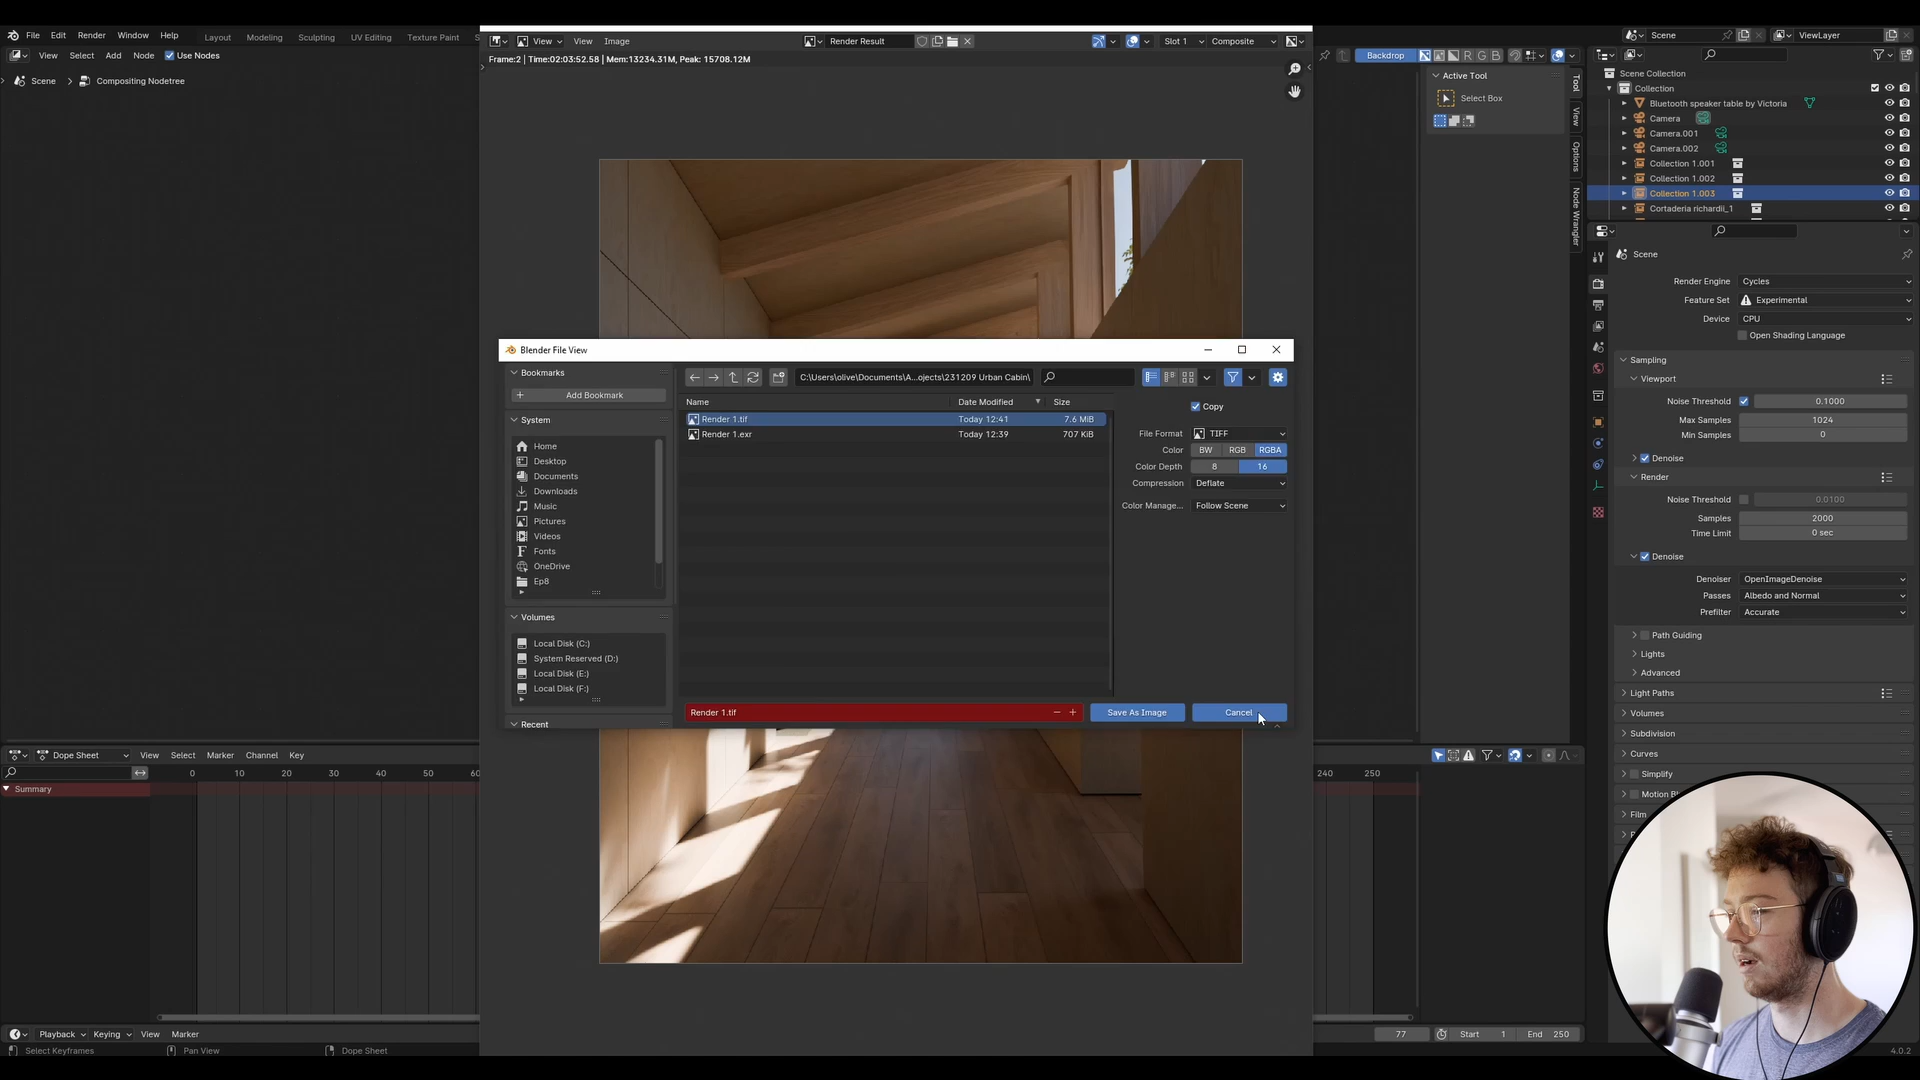 File Edit Render Window Help Layout Modeling Sculpting UV Editing Texture Paint
View Select Add Node Use Nodes
Scene Compositing Nodetree
View View Image Render Result Slot 1 Composite
Frame:2 | Time:02:03:52.58 | Mem:13234.31M, Peak: 15708.12M
Backdrop R G B
Active Tool
Select Box
Tool
View
Options
Node Wrangler
Scene ViewLayer
Scene Collection
Collection
Bluetooth speaker table by Victoria
Camera
Camera.001
Camera.002
Collection 1.001
Collection 1.002
Collection 1.003
Cortaderia richardii_1
Scene
Render Engine Cycles
Feature Set Experimental
Device CPU
Open Shading Language
Sampling
Viewport
Noise Threshold 0.1000
Max Samples 1024
Min Samples 0
Denoise
Render
Noise Threshold 0.0100
Samples 2000
Time Limit 0 sec
Denoise
Denoiser OpenImageDenoise
Passes Albedo and Normal
Prefilter Accurate
Path Guiding
Lights
Advanced
Light Paths
Volumes
Subdivision
Curves
Simplify
Motion Bl
Film
Blender File View
Bookmarks
Add Bookmark
System
Home
Desktop
Documents
Downloads
Music
Pictures
Videos
Fonts
OneDrive
Ep8
Volumes
Local Disk (C:)
System Reserved (D:)
Local Disk (E:)
Local Disk (F:)
Recent
C:\Users\olive\Documents\A...ojects\231209 Urban Cabin\
Name Date Modified Size
Render 1.tif Today 12:41 7.6 MiB
Render 1.exr Today 12:39 707 KiB
Copy
File Format TIFF
Color BW RGB RGBA
Color Depth 8 16
Compression Deflate
Color Manage... Follow Scene
Render 1.tif Save As Image Cancel
Dope Sheet View Select Marker Channel Key
0 10 20 30 40 50 60 240 250
Summary
Playback Keying View Marker 77 Start 1 End 250
Select Keyframes Pan View Dope Sheet 4.0.2